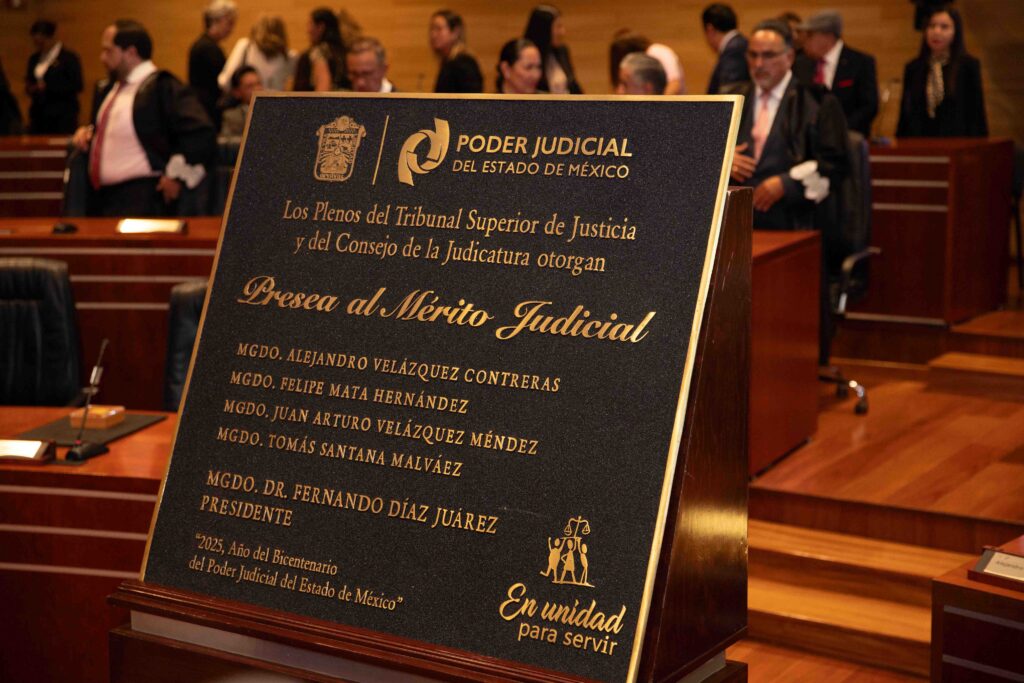 PODER JUDICIAL
DEL ESTADO DE MÉXICO
Los Plenos del Tribunal Superior de Justicia
y del Consejo de la Judicatura otorgan
Presea al Mérito Judicial
MGDO. ALEJANDRO VELÁZQUEZ CONTRERAS
MGDO. FELIPE MATA HERNÁNDEZ
MGDO. JUAN ARTURO VELÁZQUEZ MÉNDEZ
MGDO. TOMÁS SANTANA MALVÁEZ
MGDO. DR. FERNANDO DÍAZ JUÁREZ
PRESIDENTE
"2025, Año del Bicentenario
del Poder Judicial del Estado de México"
En unidad
para servir